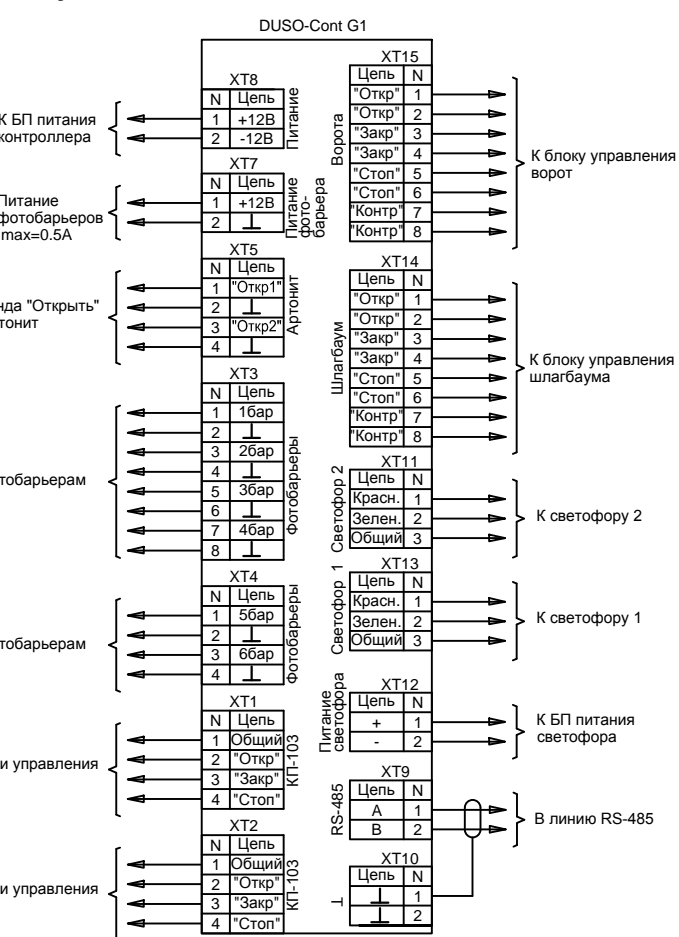 DUSO-Cont G1
XT8
N Цепь
1 +12В
2 -12В
Питание
К БП питания
контроллера
XT7
N Цепь
1 +12В
2 ⊥
Питание
фото-
барьера
Питание
фотобарьеров
max=0.5А
XT5
N Цепь
1 "Откр1"
2 ⊥
3 "Откр2"
4 ⊥
Артонит
"Открыть"
XT3
N Цепь
1 1бар
2 ⊥
3 2бар
4 ⊥
5 3бар
6 ⊥
7 4бар
8 ⊥
Фотобарьеры
тобарьерам
XT4
N Цепь
1 5бар
2 ⊥
3 6бар
4 ⊥
Фотобарьеры
тобарьерам
XT1
N Цепь
1 Общий
2 "Откр"
3 "Закр"
4 "Стоп"
КП-103
и управления
XT2
N Цепь
1 Общий
2 "Откр"
3 "Закр"
4 "Стоп"
КП-103
и управления
XT15
Цепь N
"Откр" 1
"Откр" 2
"Закр" 3
"Закр" 4
"Стоп" 5
"Стоп" 6
"Контр" 7
"Контр" 8
Ворота
К блоку управления
ворот
XT14
Цепь N
"Откр" 1
"Откр" 2
"Закр" 3
"Закр" 4
"Стоп" 5
"Стоп" 6
"Контр" 7
"Контр" 8
Шлагбаум
К блоку управления
шлагбаума
XT11
Цепь N
Красн. 1
Зелен. 2
Общий 3
Светофор 2
К светофору 2
XT13
Цепь N
Красн. 1
Зелен. 2
Общий 3
Светофор 1
К светофору 1
XT12
Цепь N
+ 1
- 2
Питание
светофора
К БП питания
светофора
XT9
Цепь N
A 1
B 2
RS-485
В линию RS-485
XT10
Цепь N
⊥ 1
⊥ 2
⊥